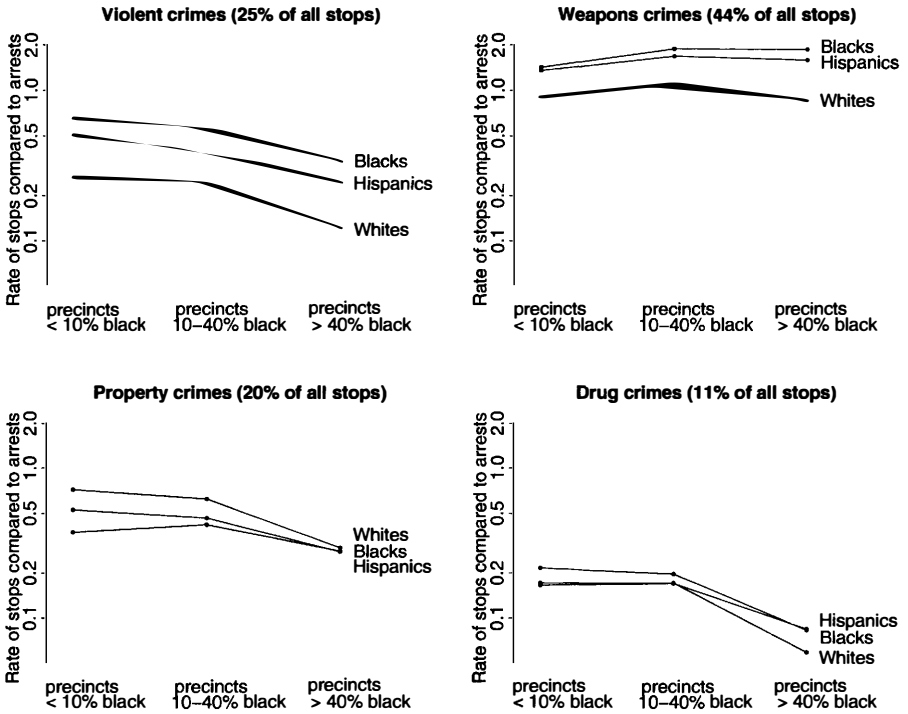 Violent crimes (25% of all stops)
Rate of stops compared to arrests
2.0
1.0
0.5
0.2
0.1
Blacks
Hispanics
Whites
precincts
< 10% black
precincts
10−40% black
precincts
> 40% black
Weapons crimes (44% of all stops)
Rate of stops compared to arrests
2.0
1.0
0.5
0.2
0.1
Blacks
Hispanics
Whites
precincts
< 10% black
precincts
10−40% black
precincts
> 40% black
Property crimes (20% of all stops)
Rate of stops compared to arrests
2.0
1.0
0.5
0.2
0.1
Whites
Blacks
Hispanics
precincts
< 10% black
precincts
10−40% black
precincts
> 40% black
Drug crimes (11% of all stops)
Rate of stops compared to arrests
2.0
1.0
0.5
0.2
0.1
Hispanics
Blacks
Whites
precincts
< 10% black
precincts
10−40% black
precincts
> 40% black